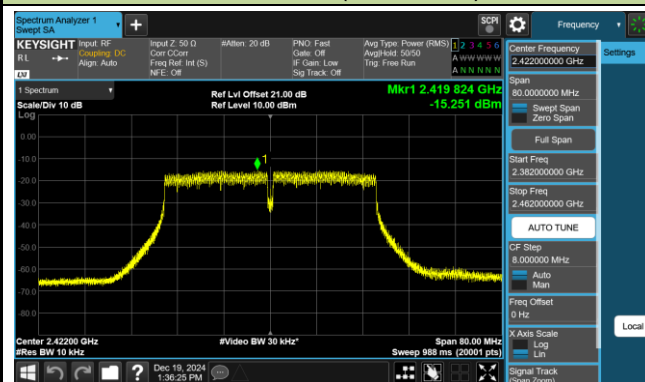 Spectrum Analyzer 1
Swept SA
SCPI
Frequency
KEYSIGHT
RL
LXI
Input: RF
Coupling: DC
Align: Auto
Input Z: 50 Ω
Corr CCorr
Freq Ref: Int (S)
NFE: Off
#Atten: 20 dB
PNO: Fast
Gate: Off
IF Gain: Low
Sig Track: Off
Avg Type: Power (RMS)
Avg|Hold: 50/50
Trig: Free Run
1 2 3 4 5 6
A W W W W W
A N N N N N
Center Frequency
2.422000000 GHz
Settings
1 Spectrum
Scale/Div 10 dB
Log
Ref Lvl Offset 21.00 dB
Ref Level 10.00 dBm
Mkr1 2.419 824 GHz
-15.251 dBm
Span
80.0000000 MHz
Swept Span
Zero Span
Full Span
Start Freq
2.382000000 GHz
Stop Freq
2.462000000 GHz
AUTO TUNE
CF Step
8.000000 MHz
Auto
Man
Freq Offset
0 Hz
X Axis Scale
Log
Lin
Local
Signal Track
(Span Zoom)
0.00
-10.0
-20.0
-30.0
-40.0
-50.0
-60.0
-70.0
-80.0
1
Center 2.42200 GHz
#Video BW 30 kHz*
Span 80.00 MHz
#Res BW 10 kHz
Sweep 988 ms (20001 pts)
?
Dec 19, 2024
1:36:25 PM